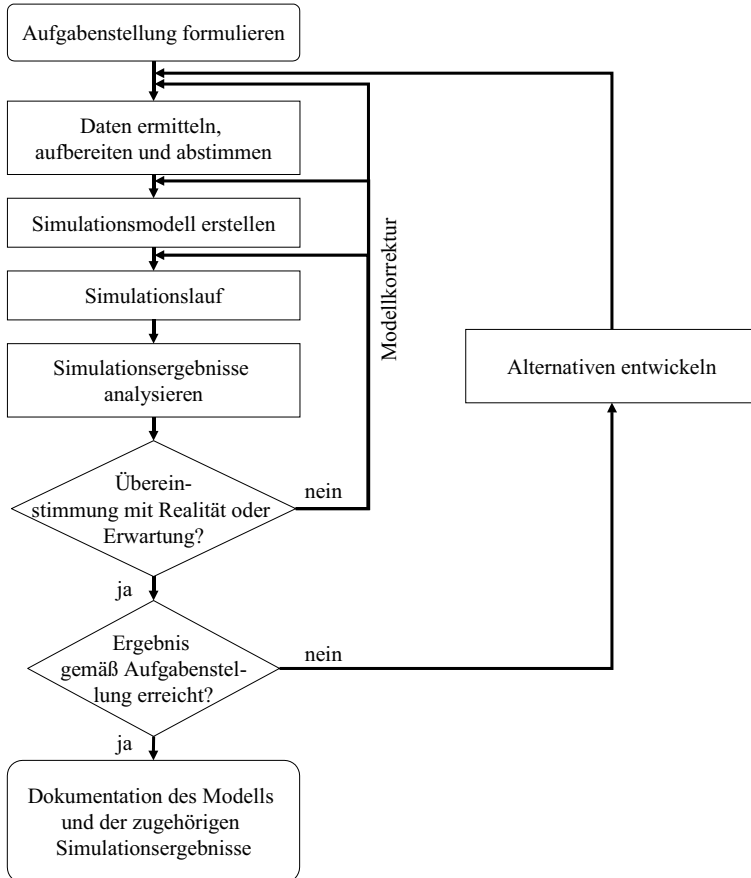 Aufgabenstellung formulieren
Daten ermitteln,
aufbereiten und abstimmen
Simulationsmodell erstellen
Simulationslauf
Simulationsergebnisse
analysieren
Modellkorrektur
Alternativen entwickeln
Überein-
stimmung mit Realität oder
Erwartung?
nein
ja
Ergebnis
gemäß Aufgabenstel-
lung erreicht?
nein
ja
Dokumentation des Modells
und der zugehörigen
Simulationsergebnisse